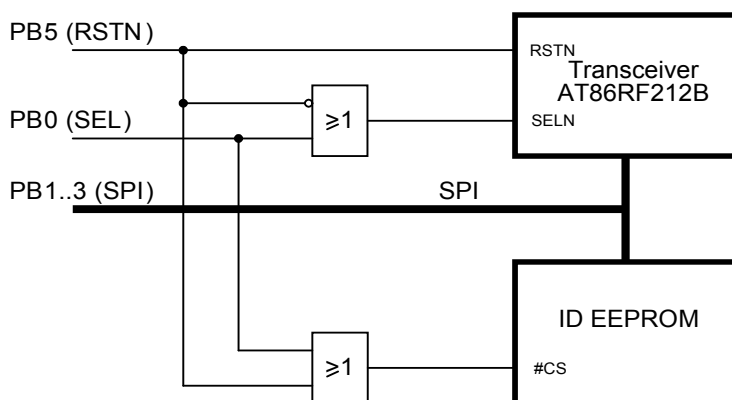 PB5 (RSTN)
RSTN
Transceiver
AT86RF212B
PB0 (SEL)
≥1
SELN
PB1..3 (SPI)
SPI
ID EEPROM
≥1
#CS